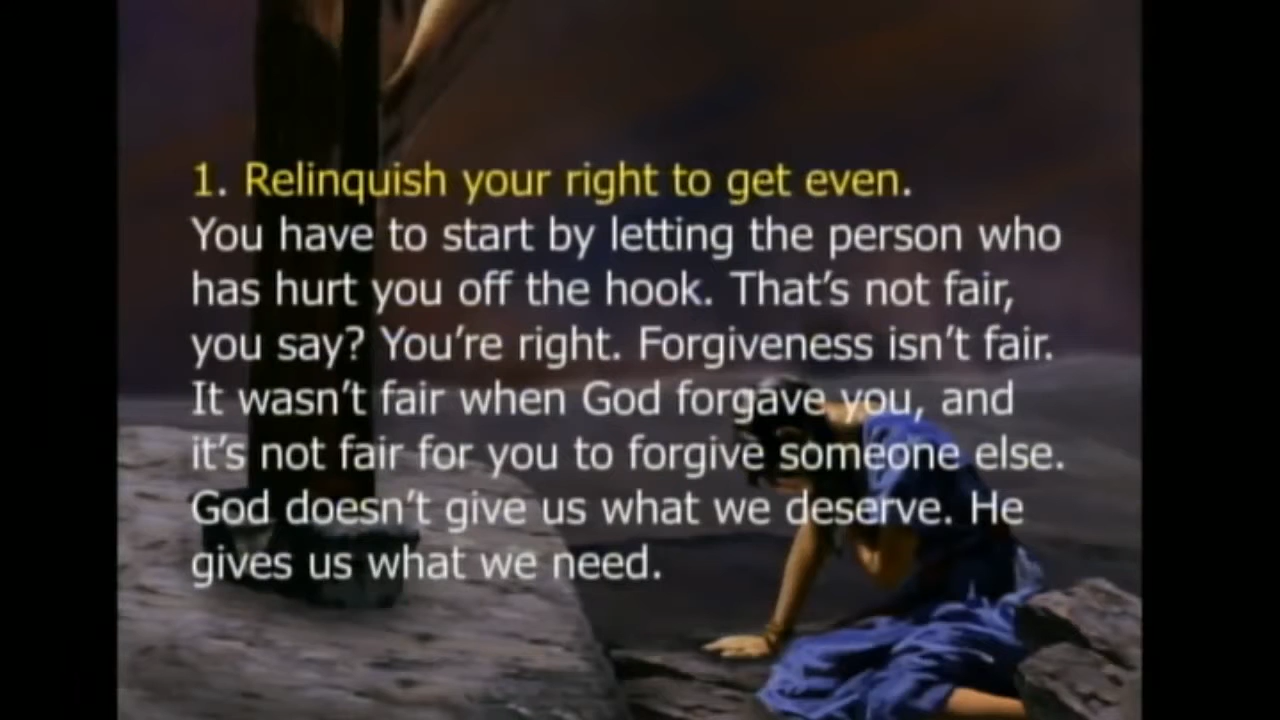 1. Relinquish your right to get even.
You have to start by letting the person who
has hurt you off the hook. That's not fair,
you say? You're right. Forgiveness isn't fair.
It wasn't fair when God forgave you, and
it's not fair for you to forgive someone else.
God doesn't give us what we deserve. He
gives us what we need.